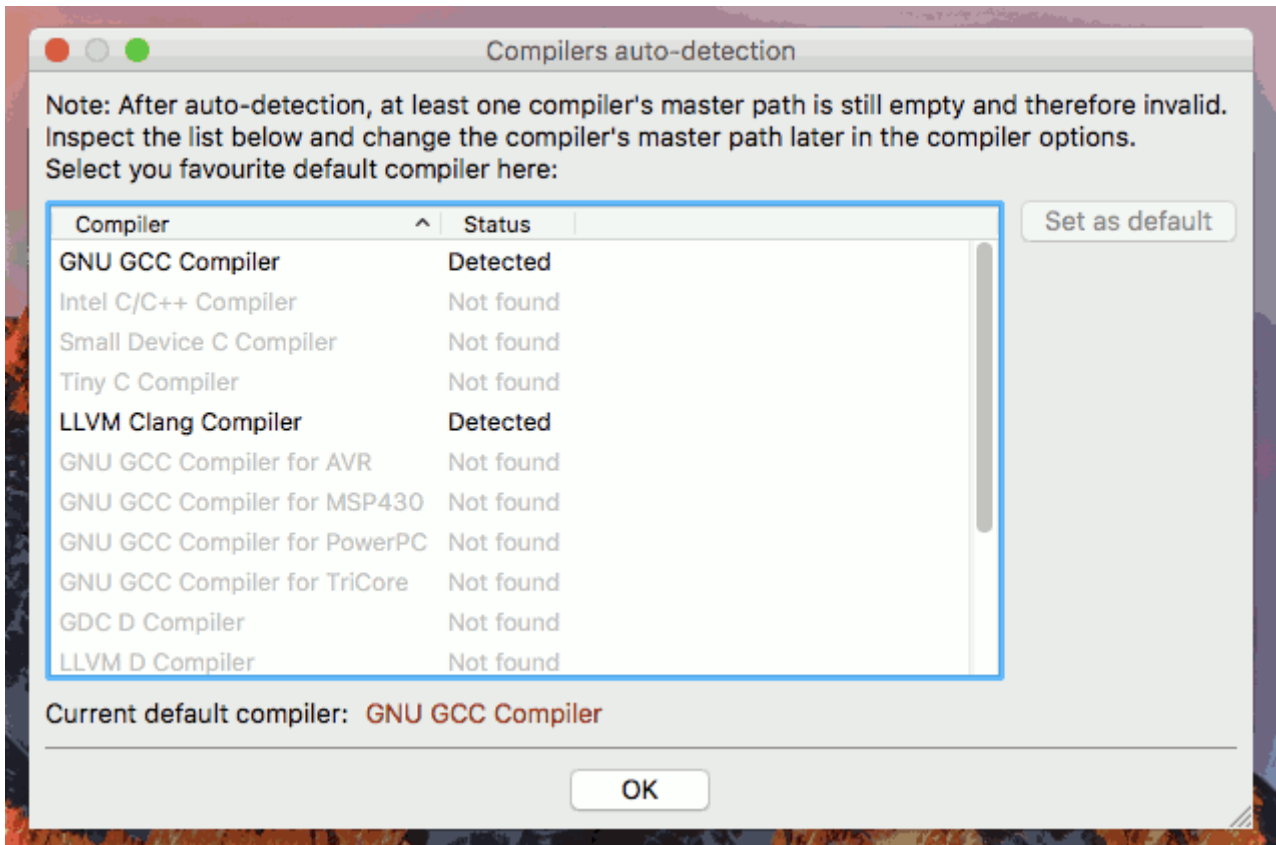 Compilers auto-detection
Note: After auto-detection, at least one compiler's master path is still empty and therefore invalid.
Inspect the list below and change the compiler's master path later in the compiler options.
Select you favourite default compiler here:
Compiler Status
Set as default
GNU GCC Compiler Detected
Intel C/C++ Compiler Not found
Small Device C Compiler Not found
Tiny C Compiler Not found
LLVM Clang Compiler Detected
GNU GCC Compiler for AVR Not found
GNU GCC Compiler for MSP430 Not found
GNU GCC Compiler for PowerPC Not found
GNU GCC Compiler for TriCore Not found
GDC D Compiler Not found
LLVM D Compiler Not found
Current default compiler: GNU GCC Compiler
OK